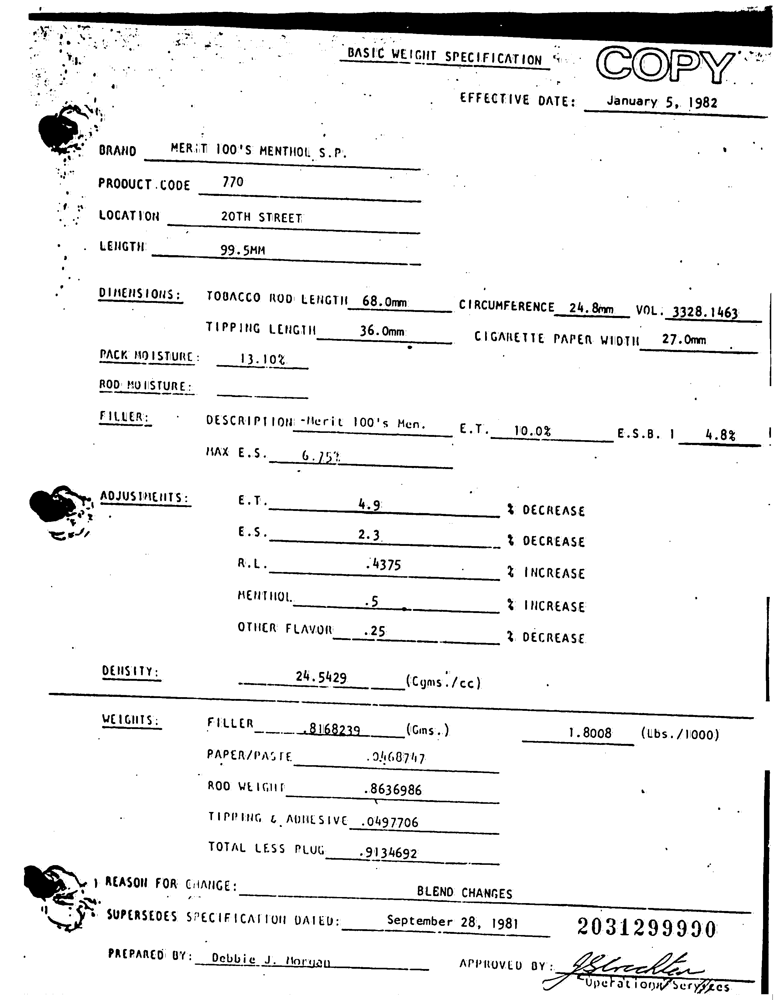 BASIC WEIGHT SPECIFICATION
COPY
EFFECTIVE DATE: January 5, 1982
BRAND MERIT 100'S MENTHOL S.P.
PRODUCT CODE 770
LOCATION 20TH STREET
LENGTH 99.5MM
DIMENSIONS: TOBACCO ROD LENGTH 68.0mm CIRCUMFERENCE 24.8mm VOL. 3328.1463
TIPPING LENGTH 36.0mm CIGARETTE PAPER WIDTH 27.0mm
PACK MOISTURE: 13.10%
ROD MOISTURE:
FILLER: DESCRIPTION -Merit 100's Men. E.T. 10.0% E.S.B. I 4.8%
MAX E.S. 6.75%
ADJUSTMENTS: E.T. 4.9 % DECREASE
E.S. 2.3 % DECREASE
R.L. .4375 % INCREASE
MENTHOL .5 % INCREASE
OTHER FLAVOR .25 % DECREASE
DENSITY: 24.5429 (Cgms./cc)
WEIGHTS: FILLER .8168239 (Gms.) 1.8008 (Lbs./1000)
PAPER/PASTE .0468747
ROD WEIGHT .8636986
TIPPING & ADHESIVE .0497706
TOTAL LESS PLUG .9134692
REASON FOR CHANGE: BLEND CHANGES
SUPERSEDES SPECIFICATION DATED: September 28, 1981
2031299990
PREPARED BY: Debbie J. Morgan APPROVED BY:
Operation Services